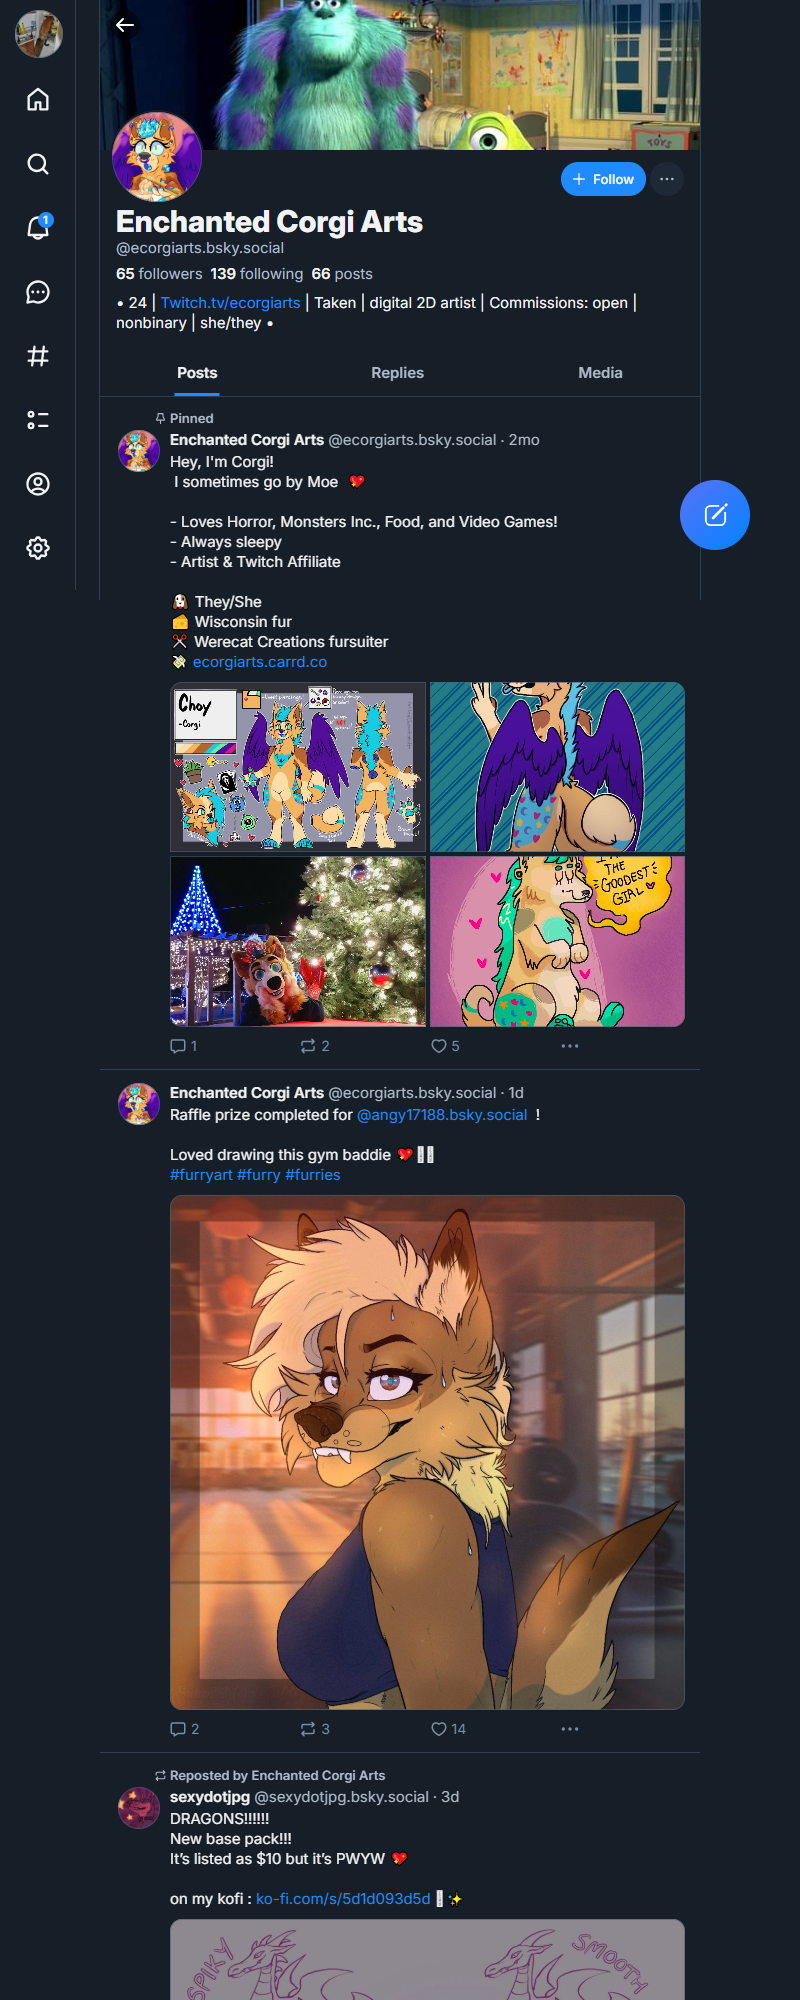 TOYS
Follow
Enchanted Corgi Arts
@ecorgiarts.bsky.social
65 followers 139 following 66 posts
• 24 | Twitch.tv/ecorgiarts | Taken | digital 2D artist | Commissions: open |
nonbinary | she/they •
Posts Replies Media
1
Pinned
Enchanted Corgi Arts @ecorgiarts.bsky.social · 2mo
Hey, I'm Corgi!
I sometimes go by Moe 💖
- Loves Horror, Monsters Inc., Food, and Video Games!
- Always sleepy
- Artist & Twitch Affiliate
They/She
Wisconsin fur
Werecat Creations fursuiter
ecorgiarts.carrd.co
Choy
-Corgi
THE
GOODEST
GIRL
1 2 5
Enchanted Corgi Arts @ecorgiarts.bsky.social · 1d
Raffle prize completed for @angy17188.bsky.social !
Loved drawing this gym baddie 💖
#furryart #furry #furries
2 3 14
Reposted by Enchanted Corgi Arts
sexydotjpg @sexydotjpg.bsky.social · 3d
DRAGONS!!!!!!
New base pack!!!
It's listed as $10 but it's PWYW 💖
on my kofi : ko-fi.com/s/5d1d093d5d ✨
SPIKY SMOOTH